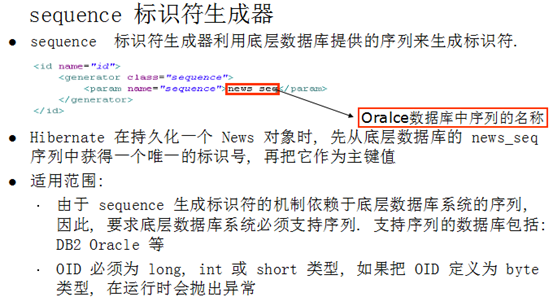 sequence 标识符生成器
● sequence 标识符生成器利用底层数据库提供的序列来生成标识符.
<id name="id">
<generator class="sequence">
<param name="sequence">news_seq</param>
</generator>
</id>
Oralce数据库中序列的名称
● Hibernate 在持久化一个 News 对象时, 先从底层数据库的 news_seq
序列中获得一个唯一的标识号, 再把它作为主键值
● 适用范围:
· 由于 sequence 生成标识符的机制依赖于底层数据库系统的序列,
因此, 要求底层数据库系统必须支持序列. 支持序列的数据库包括:
DB2 Oracle 等
· OID 必须为 long, int 或 short 类型, 如果把 OID 定义为 byte
类型, 在运行时会抛出异常